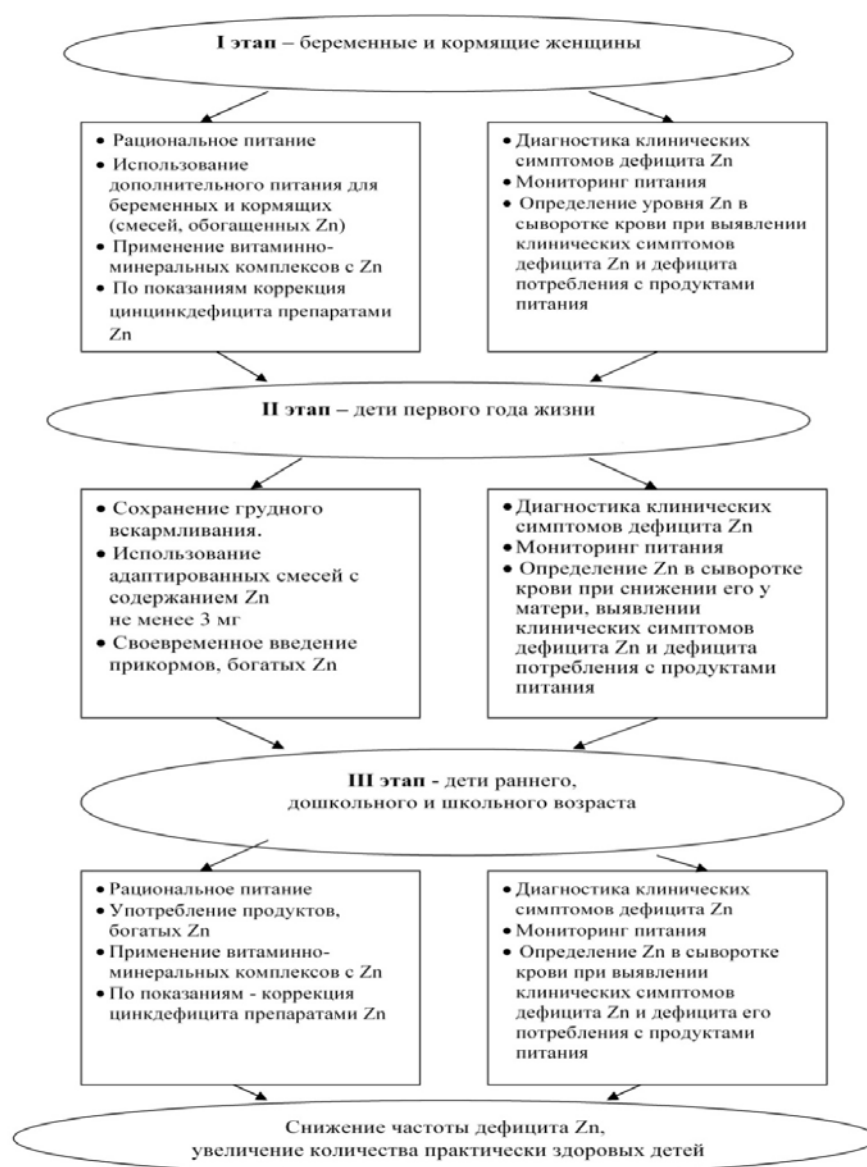 I этап – беременные и кормящие женщины
• Рациональное питание
• Использование
дополнительного питания для
беременных и кормящих
(смесей, обогащенных Zn)
• Применение витаминно-
минеральных комплексов с Zn
• По показаниям коррекция
цинцинкдефицита препаратами
Zn
• Диагностика клинических
симптомов дефицита Zn
• Мониторинг питания
• Определение уровня Zn в
сыворотке крови при выявлении
клинических симптомов
дефицита Zn и дефицита
потребления с продуктами
питания
II этап – дети первого года жизни
• Сохранение грудного
вскармливания.
• Использование
адаптированных смесей с
содержанием Zn
не менее 3 мг
• Своевременное введение
прикормов, богатых Zn
• Диагностика клинических
симптомов дефицита Zn
• Мониторинг питания
• Определение Zn в сыворотке
крови при снижении его у
матери, выявлении
клинических симптомов
дефицита Zn и дефицита
потребления с продуктами
питания
III этап - дети раннего,
дошкольного и школьного возраста
• Рациональное питание
• Употребление продуктов,
богатых Zn
• Применение витаминно-
минеральных комплексов с Zn
• По показаниям - коррекция
цинкдефицита препаратами Zn
• Диагностика клинических
симптомов дефицита Zn
• Мониторинг питания
• Определение Zn в сыворотке
крови при выявлении
клинических симптомов
дефицита Zn и дефицита его
потребления с продуктами
питания
Снижение частоты дефицита Zn,
увеличение количества практически здоровых детей